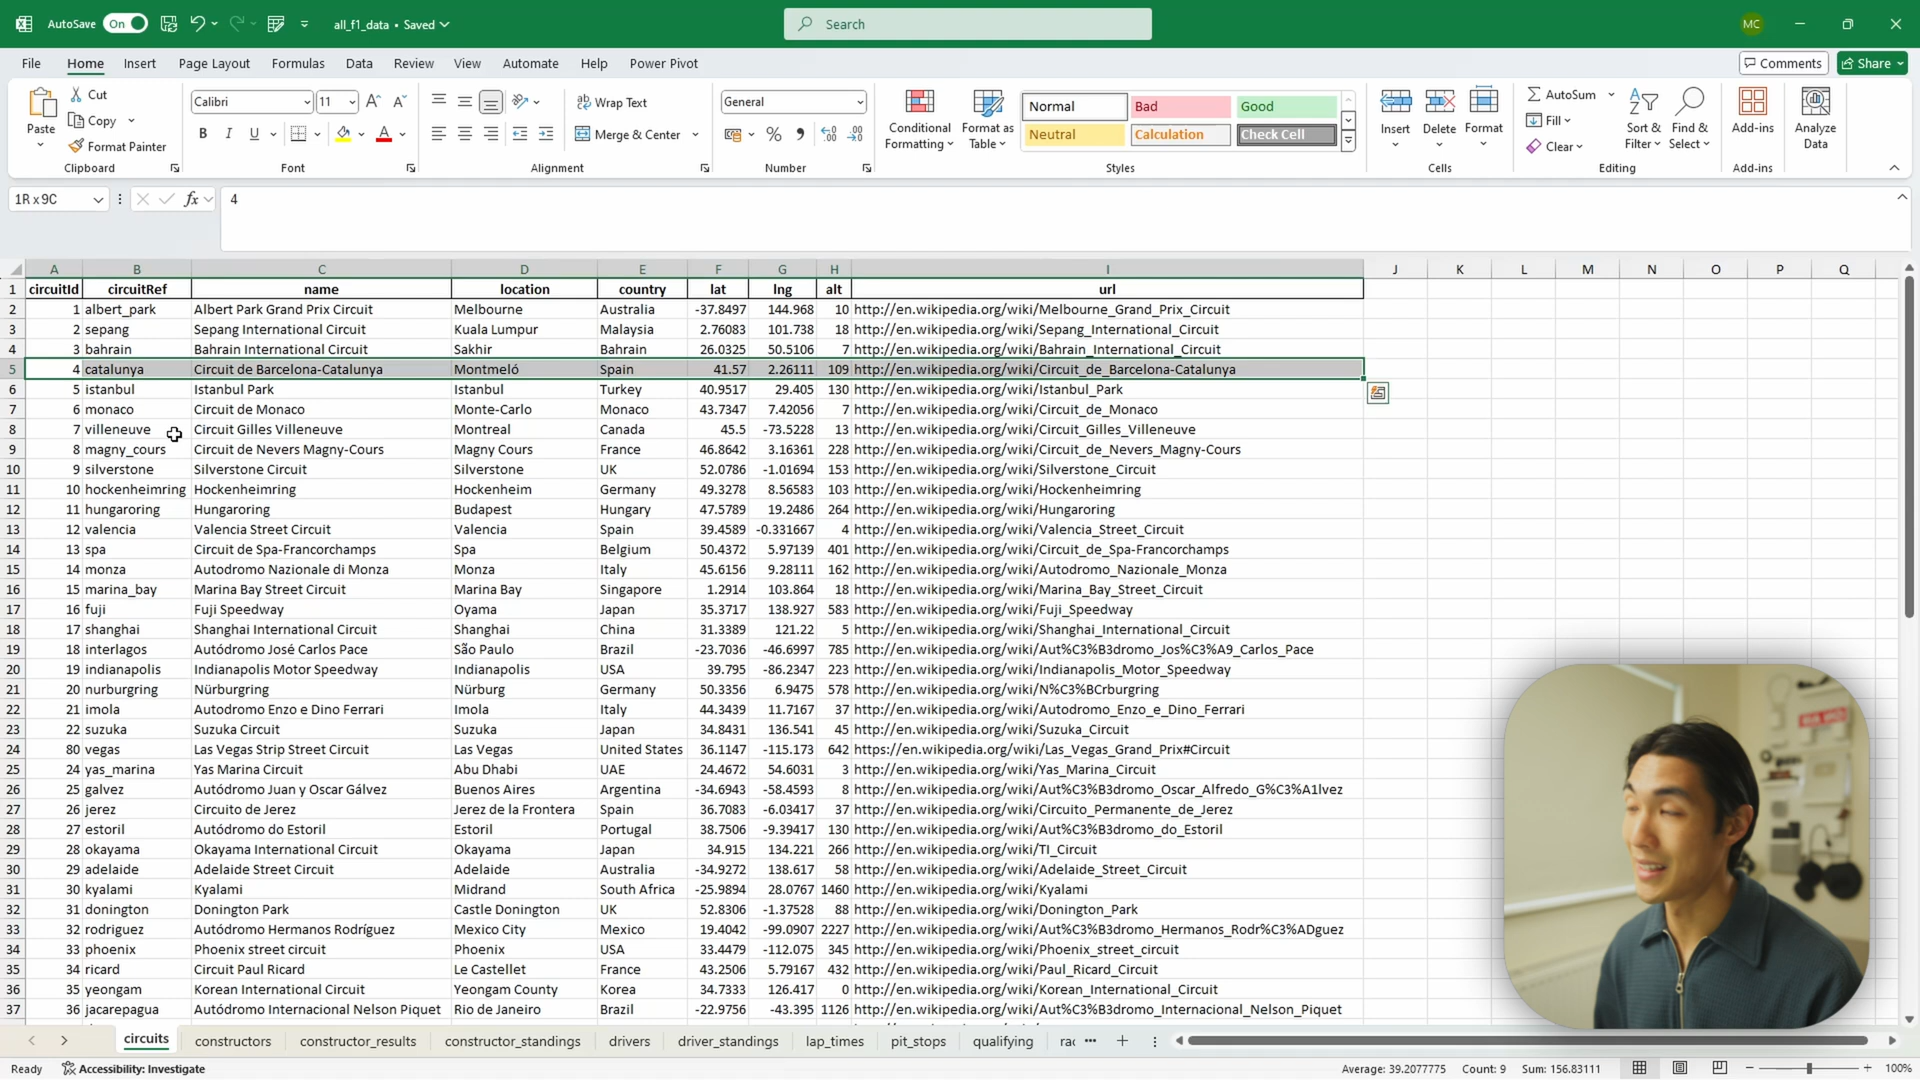 AutoSave On all_f1_data • Saved Search MC
File Home Insert Page Layout Formulas Data Review View Automate Help Power Pivot Comments Share
Paste Cut Copy Format Painter Clipboard
Calibri 11 B I U A Font
Wrap Text Merge & Center Alignment
General % Number
Conditional Formatting Format as Table Normal Bad Good Neutral Calculation Check Cell Styles
Insert Delete Format Cells
AutoSum Fill Clear Sort & Filter Find & Select Editing
Add-ins Add-ins
Analyze Data
1R x 9C fx 4
A B C D E F G H I J K L M N O P Q
1 circuitId circuitRef name location country lat lng alt url
2 1 albert_park Albert Park Grand Prix Circuit Melbourne Australia -37.8497 144.968 10 http://en.wikipedia.org/wiki/Melbourne_Grand_Prix_Circuit
3 2 sepang Sepang International Circuit Kuala Lumpur Malaysia 2.76083 101.738 18 http://en.wikipedia.org/wiki/Sepang_International_Circuit
4 3 bahrain Bahrain International Circuit Sakhir Bahrain 26.0325 50.5106 7 http://en.wikipedia.org/wiki/Bahrain_International_Circuit
5 4 catalunya Circuit de Barcelona-Catalunya Montmeló Spain 41.57 2.26111 109 http://en.wikipedia.org/wiki/Circuit_de_Barcelona-Catalunya
6 5 istanbul Istanbul Park Istanbul Turkey 40.9517 29.405 130 http://en.wikipedia.org/wiki/Istanbul_Park
7 6 monaco Circuit de Monaco Monte-Carlo Monaco 43.7347 7.42056 7 http://en.wikipedia.org/wiki/Circuit_de_Monaco
8 7 villeneuve Circuit Gilles Villeneuve Montreal Canada 45.5 -73.5228 13 http://en.wikipedia.org/wiki/Circuit_Gilles_Villeneuve
9 8 magny_cours Circuit de Nevers Magny-Cours Magny Cours France 46.8642 3.16361 228 http://en.wikipedia.org/wiki/Circuit_de_Nevers_Magny-Cours
10 9 silverstone Silverstone Circuit Silverstone UK 52.0786 -1.01694 153 http://en.wikipedia.org/wiki/Silverstone_Circuit
11 10 hockenheimring Hockenheimring Hockenheim Germany 49.3278 8.56583 103 http://en.wikipedia.org/wiki/Hockenheimring
12 11 hungaroring Hungaroring Budapest Hungary 47.5789 19.2486 264 http://en.wikipedia.org/wiki/Hungaroring
13 12 valencia Valencia Street Circuit Valencia Spain 39.4589 -0.331667 4 http://en.wikipedia.org/wiki/Valencia_Street_Circuit
14 13 spa Circuit de Spa-Francorchamps Spa Belgium 50.4372 5.97139 401 http://en.wikipedia.org/wiki/Circuit_de_Spa-Francorchamps
15 14 monza Autodromo Nazionale di Monza Monza Italy 45.6156 9.28111 162 http://en.wikipedia.org/wiki/Autodromo_Nazionale_Monza
16 15 marina_bay Marina Bay Street Circuit Marina Bay Singapore 1.2914 103.864 18 http://en.wikipedia.org/wiki/Marina_Bay_Street_Circuit
17 16 fuji Fuji Speedway Oyama Japan 35.3717 138.927 583 http://en.wikipedia.org/wiki/Fuji_Speedway
18 17 shanghai Shanghai International Circuit Shanghai China 31.3389 121.22 5 http://en.wikipedia.org/wiki/Shanghai_International_Circuit
19 18 interlagos Autódromo José Carlos Pace São Paulo Brazil -23.7036 -46.6997 785 http://en.wikipedia.org/wiki/Aut%C3%B3dromo_Jos%C3%A9_Carlos_Pace
20 19 indianapolis Indianapolis Motor Speedway Indianapolis USA 39.795 -86.2347 223 http://en.wikipedia.org/wiki/Indianapolis_Motor_Speedway
21 20 nurburgring Nürburgring Nürburg Germany 50.3356 6.9475 578 http://en.wikipedia.org/wiki/N%C3%BCrburgring
22 21 imola Autodromo Enzo e Dino Ferrari Imola Italy 44.3439 11.7167 37 http://en.wikipedia.org/wiki/Autodromo_Enzo_e_Dino_Ferrari
23 22 suzuka Suzuka Circuit Suzuka Japan 34.8431 136.541 45 http://en.wikipedia.org/wiki/Suzuka_Circuit
24 80 vegas Las Vegas Strip Street Circuit Las Vegas United States 36.1147 -115.173 642 https://en.wikipedia.org/wiki/Las_Vegas_Grand_Prix#Circuit
25 24 yas_marina Yas Marina Circuit Abu Dhabi UAE 24.4672 54.6031 3 http://en.wikipedia.org/wiki/Yas_Marina_Circuit
26 25 galvez Autódromo Juan y Oscar Gálvez Buenos Aires Argentina -34.6943 -58.4593 8 http://en.wikipedia.org/wiki/Aut%C3%B3dromo_Oscar_Alfredo_G%C3%A1lvez
27 26 jerez Circuito de Jerez Jerez de la Frontera Spain 36.7083 -6.03417 37 http://en.wikipedia.org/wiki/Circuito_Permanente_de_Jerez
28 27 estoril Autódromo do Estoril Estoril Portugal 38.7506 -9.39417 130 http://en.wikipedia.org/wiki/Aut%C3%B3dromo_do_Estoril
29 28 okayama Okayama International Circuit Okayama Japan 34.915 134.221 266 http://en.wikipedia.org/wiki/TI_Circuit
30 29 adelaide Adelaide Street Circuit Adelaide Australia -34.9272 138.617 58 http://en.wikipedia.org/wiki/Adelaide_Street_Circuit
31 30 kyalami Kyalami Midrand South Africa -25.9894 28.0767 1460 http://en.wikipedia.org/wiki/Kyalami
32 31 donington Donington Park Castle Donington UK 52.8306 -1.37528 88 http://en.wikipedia.org/wiki/Donington_Park
33 32 rodriguez Autódromo Hermanos Rodríguez Mexico City Mexico 19.4042 -99.0907 2227 http://en.wikipedia.org/wiki/Aut%C3%B3dromo_Hermanos_Rodr%C3%ADguez
34 33 phoenix Phoenix street circuit Phoenix USA 33.4479 -112.075 345 http://en.wikipedia.org/wiki/Phoenix_street_circuit
35 34 ricard Circuit Paul Ricard Le Castellet France 43.2506 5.79167 432 http://en.wikipedia.org/wiki/Paul_Ricard_Circuit
36 35 yeongam Korean International Circuit Yeongam County Korea 34.7333 126.417 0 http://en.wikipedia.org/wiki/Korean_International_Circuit
37 36 jacarepagua Autódromo Internacional Nelson Piquet Rio de Janeiro Brazil -22.9756 -43.395 1126 http://en.wikipedia.org/wiki/Aut%C3%B3dromo_Internacional_Nelson_Piquet
circuits constructors constructor_results constructor_standings drivers driver_standings lap_times pit_stops qualifying rac ...
Ready Accessibility: Investigate Average: 39.2077775 Count: 9 Sum: 156.83111 100%